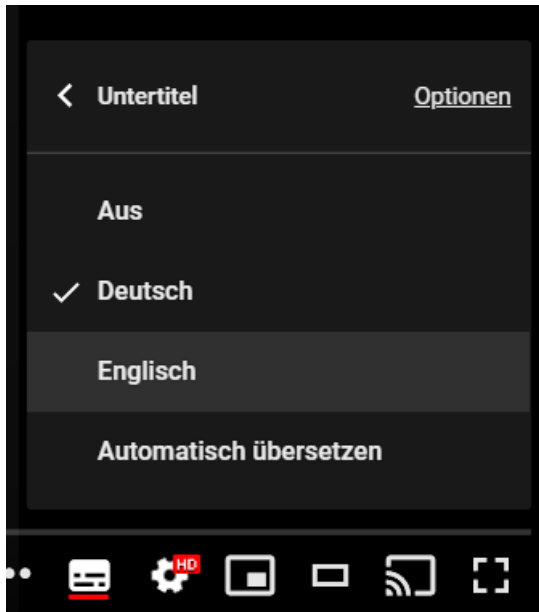 Untertitel Optionen
Aus
Deutsch
Englisch
Automatisch übersetzen
HD